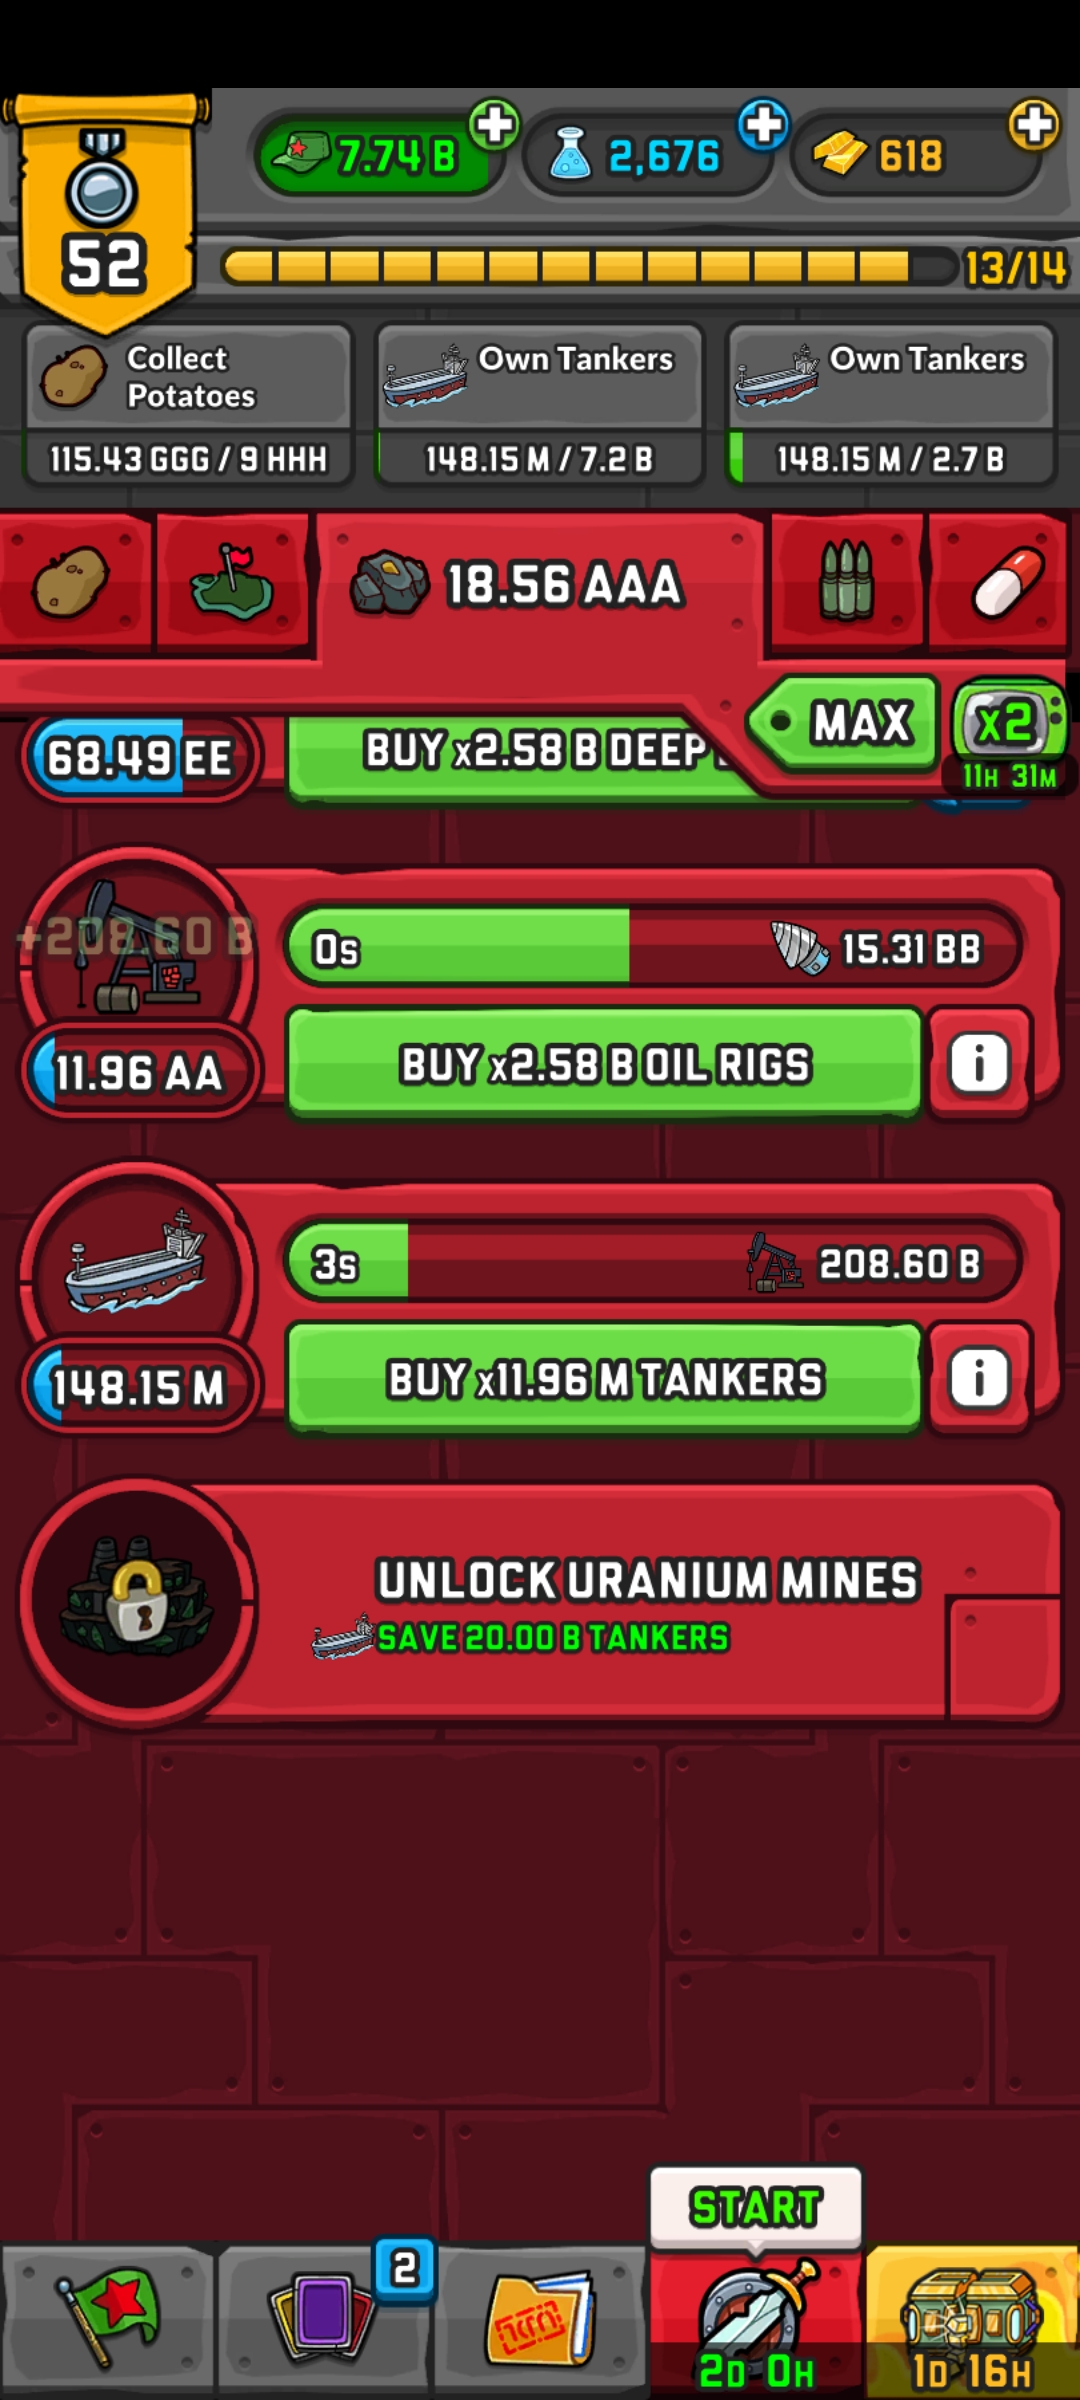 7.74 B
2,676
618
52
13/14
Collect
Potatoes
Own Tankers
Own Tankers
115.43 GGG / 9 HHH
148.15 M / 7.2 B
148.15 M / 2.7 B
18.56 AAA
MAX
x2
11H 31M
68.49 EE
BUY x2.58 B DEEP
+208.60 B
0s
15.31 BB
11.96 AA
BUY x2.58 B OIL RIGS
i
3s
208.60 B
148.15 M
BUY x11.96 M TANKERS
i
UNLOCK URANIUM MINES
SAVE 20.00 B TANKERS
START
2
2D 0H
1D 16H